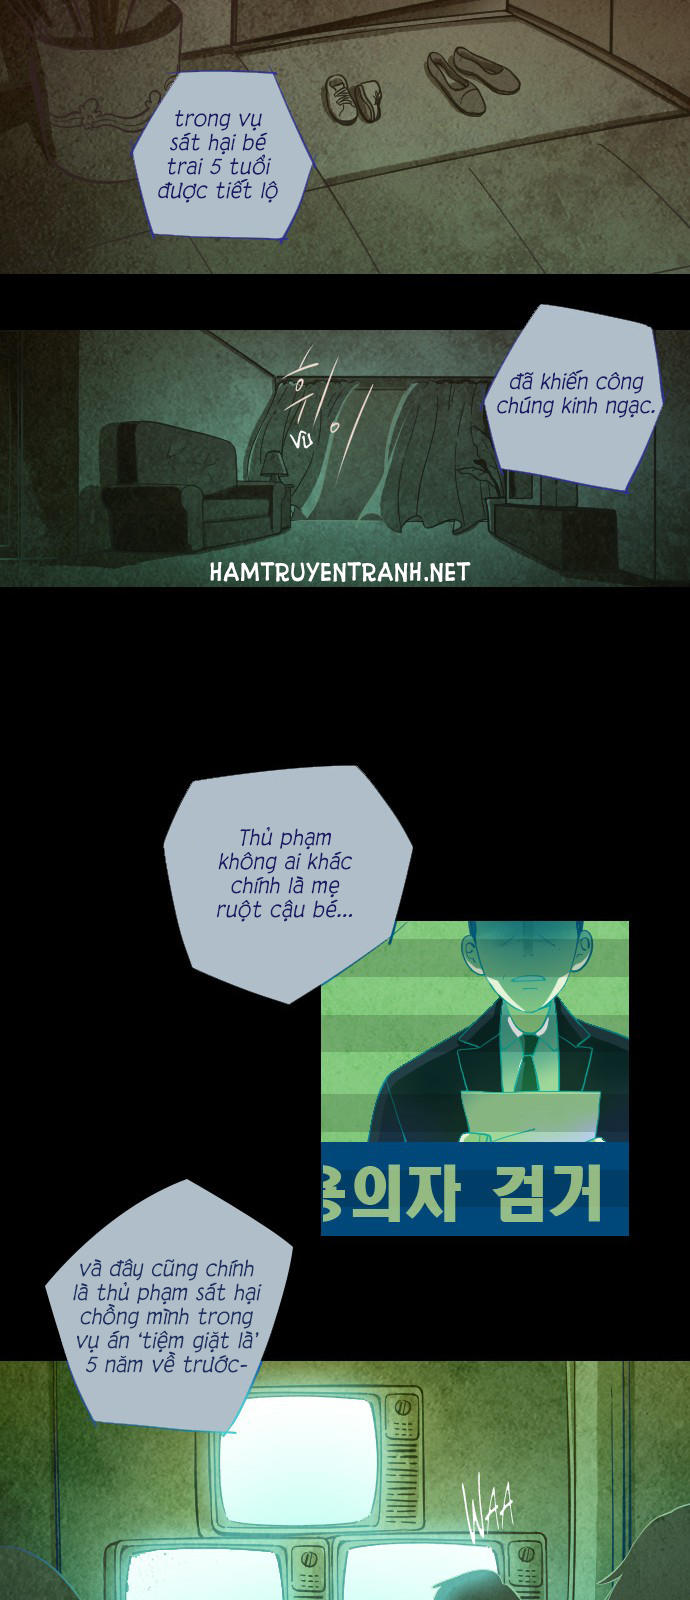 trong vụ
sát hại bé
trai 5 tuổi
được tiết lộ
đã khiến công
chúng kinh ngạc.
휘이
Vù
HAMTRUYENTRANH.NET
Thủ phạm
không ai khác
chính là mẹ
ruột cậu bé...
용의자 검거
và đây cũng chính
là thủ phạm sát hại
chồng mình trong
vụ án ‘tiệm giặt là’
5 năm về trước-
WAA